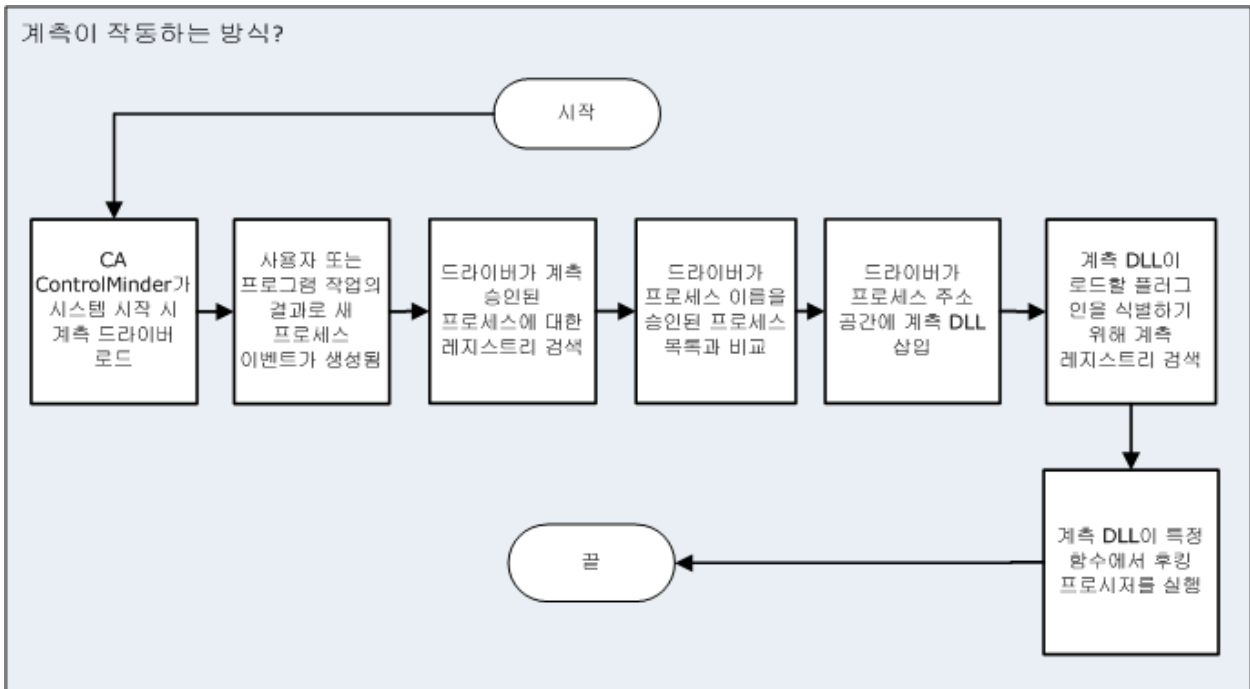 계측이 작동하는 방식?
시작
CA
ControlMinder가
시스템 시작 시
계측 드라이버
로드
사용자 또는
프로그램 작업의
결과로 새
프로세스
이벤트가 생성됨
드라이버가 계측
승인된
프로세스에 대한
레지스트리 검색
드라이버가
프로세스 이름을
승인된 프로세스
목록과 비교
드라이버가
프로세스 주소
공간에 계측 DLL
삽입
계측 DLL이
로드할 플러그
인을 식별하기
위해 계측
레지스트리 검색
계측 DLL이 특정
함수에서 후킹
프로시저를 실행
끝